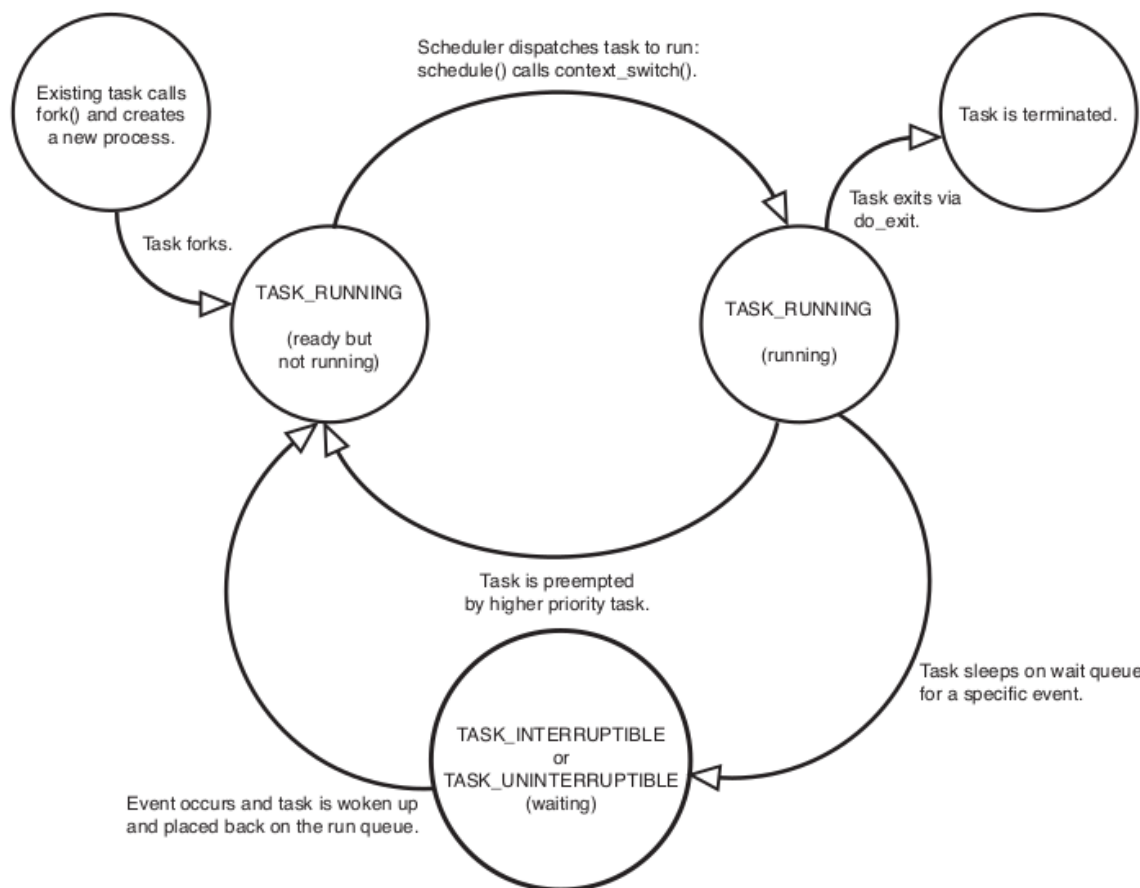 Scheduler dispatches task to run:
schedule() calls context_switch().
Existing task calls
fork() and creates
a new process.
Task is terminated.
Task exits via
do_exit.
Task forks.
TASK_RUNNING
(ready but
not running)
TASK_RUNNING
(running)
Task is preempted
by higher priority task.
Task sleeps on wait queue
for a specific event.
TASK_INTERRUPTIBLE
or
TASK_UNINTERRUPTIBLE
(waiting)
Event occurs and task is woken up
and placed back on the run queue.